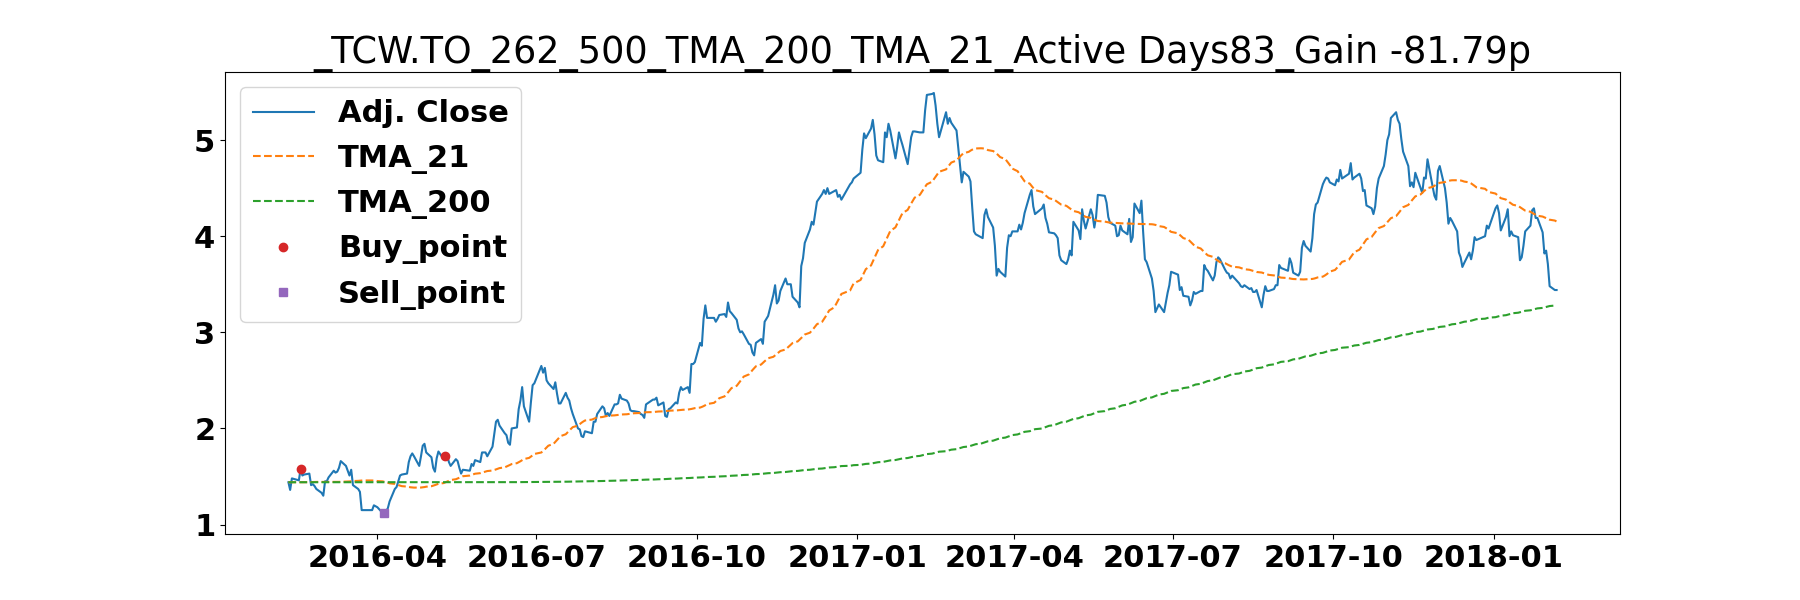 _TCW.TO_262_500_TMA_200_TMA_21_Active Days83_Gain -81.79p
Adj. Close
TMA_21
TMA_200
Buy_point
Sell_point
5
4
3
2
1
2016-04 2016-07 2016-10 2017-01 2017-04 2017-07 2017-10 2018-01